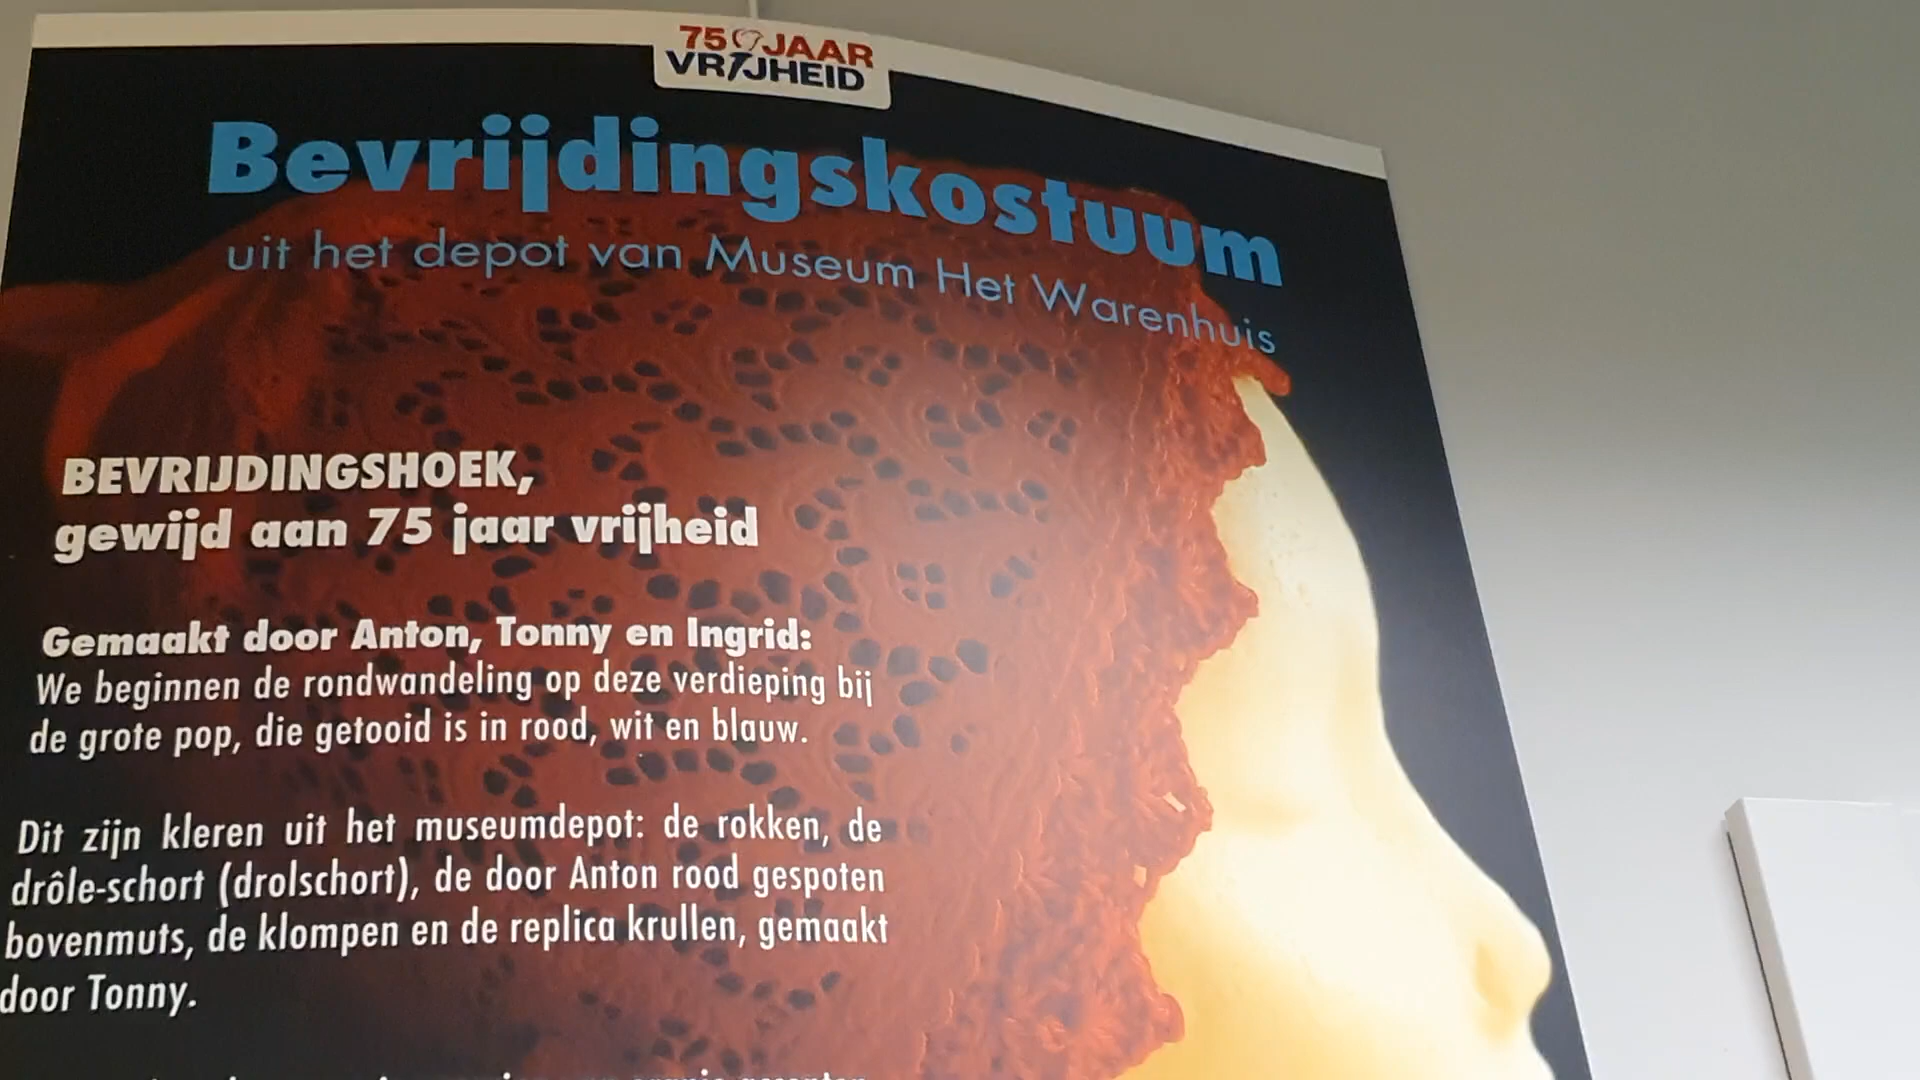 75 JAAR
VRIJHEID
Bevrijdingskostuum
uit het depot van Museum Het Warenhuis
BEVRIJDINGSHOEK,
gewijd aan 75 jaar vrijheid
Gemaakt door Anton, Tonny en Ingrid:
We beginnen de rondwandeling op deze verdieping bij
de grote pop, die getooid is in rood, wit en blauw.
Dit zijn kleren uit het museumdepot: de rokken, de
drôle-schort (drolschort), de door Anton rood gespoten
bovenmuts, de klompen en de replica krullen, gemaakt
door Tonny.